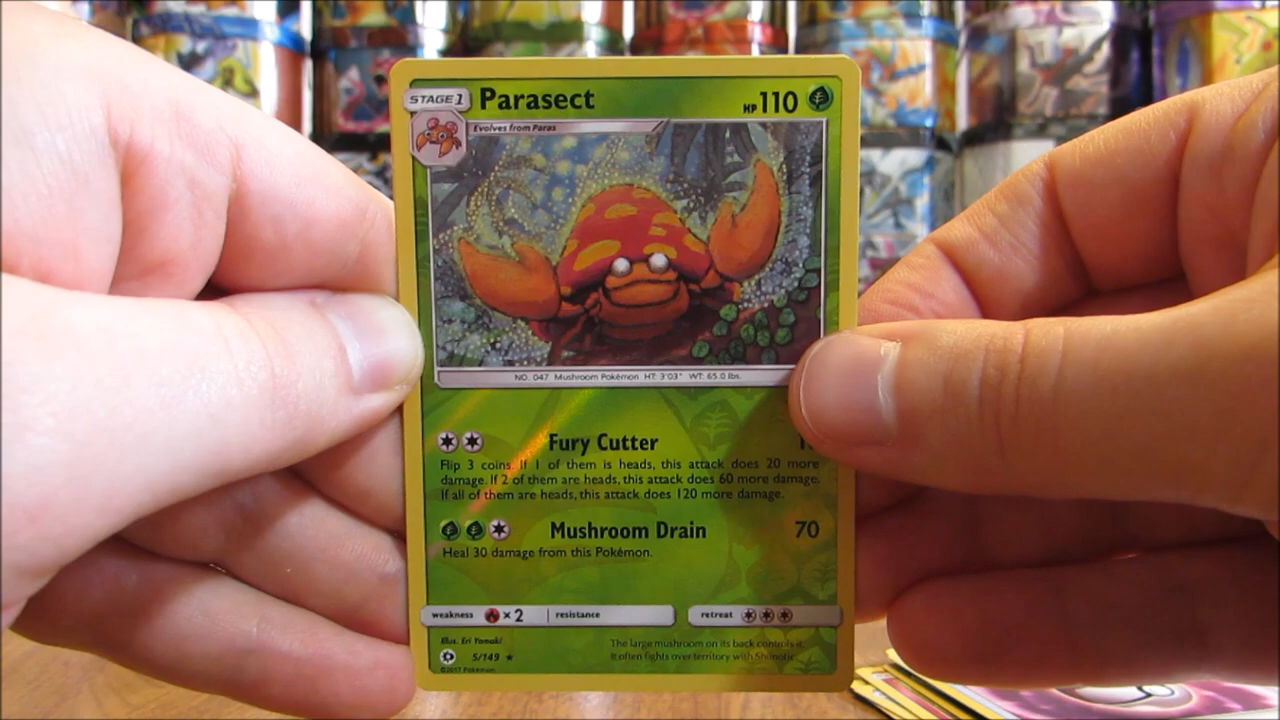 STAGE 1 Parasect HP 110
Evolves from Paras
NO. 047 Mushroom Pokémon HT: 3'03" WT: 65.0 lbs.
Fury Cutter
Flip 3 coins. If 1 of them is heads, this attack does 20 more
damage. If 2 of them are heads, this attack does 60 more damage.
If all of them are heads, this attack does 120 more damage.
Mushroom Drain 70
Heal 30 damage from this Pokémon.
weakness ×2 resistance retreat
Illus. Eri Yamaki
The large mushroom on its back controls it.
5/149 ★
It often fights over territory with Shiinotic.
©2017 Pokémon